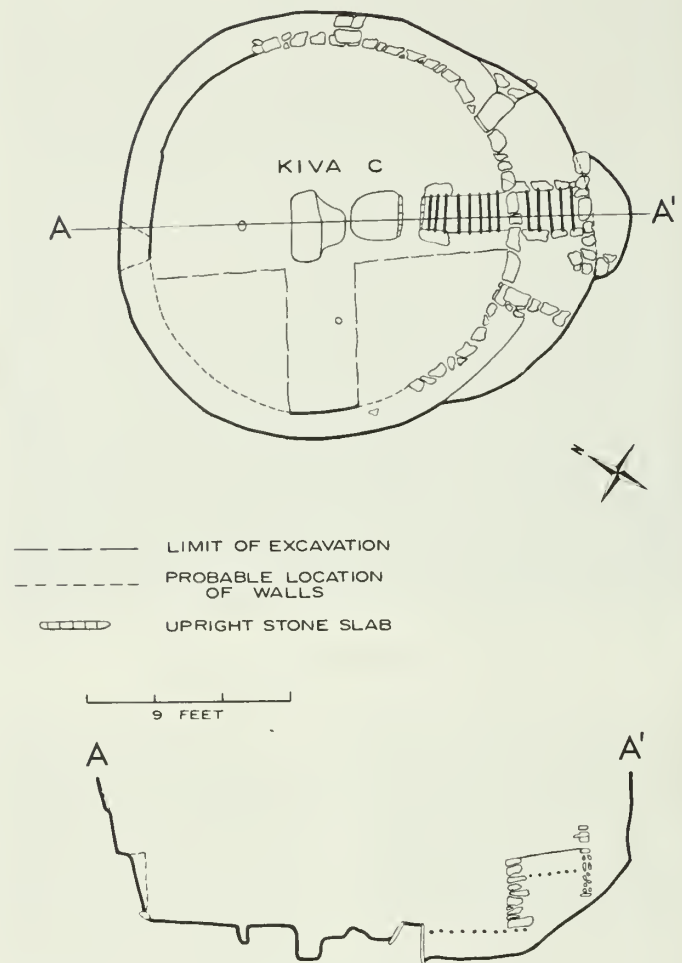 KIVA C
A
A'
N
LIMIT OF EXCAVATION
PROBABLE LOCATION
OF WALLS
UPRIGHT STONE SLAB
9 FEET
A
A'